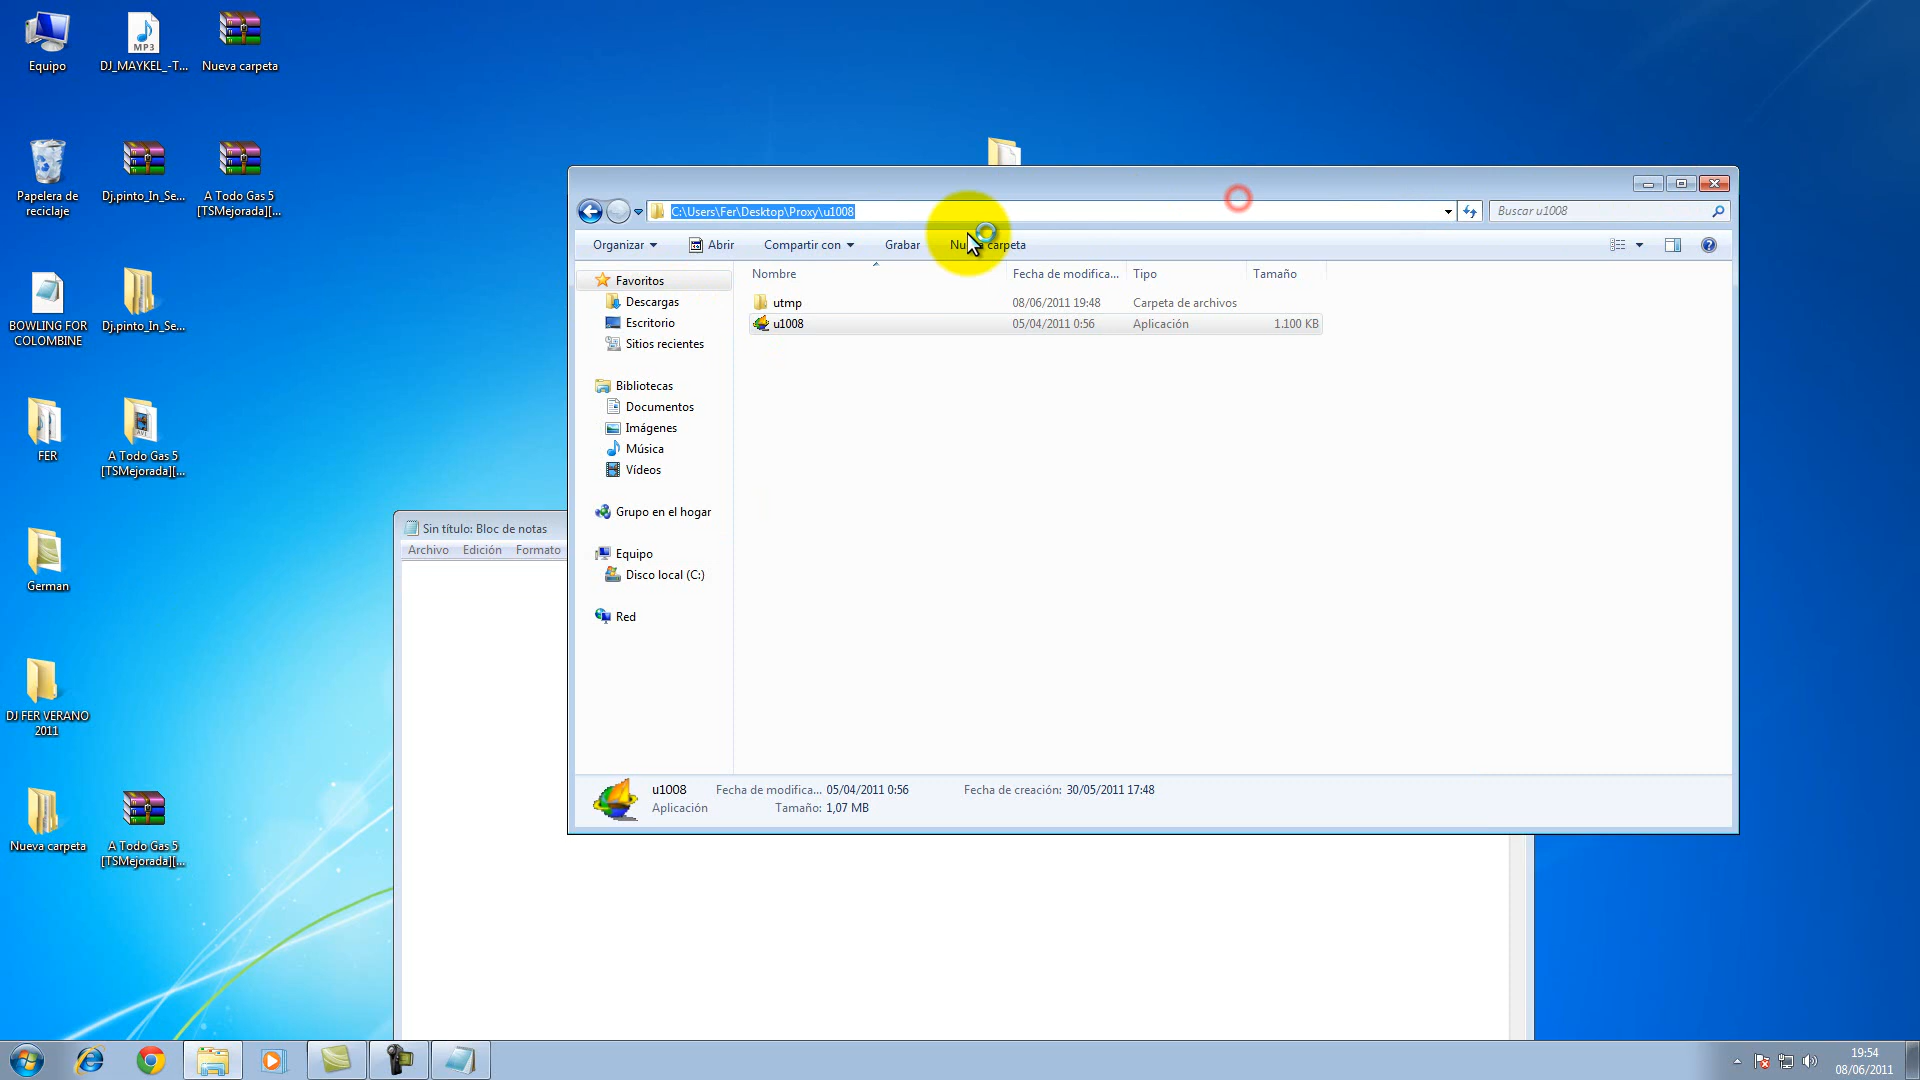 Equipo
DJ_MAYKEL_-T...
Nueva carpeta
MP3
Papelera de
reciclaje
Dj.pinto_In_Se...
A Todo Gas 5
[TSMejorada][...
BOWLING FOR
COLOMBINE
Dj.pinto_In_Se...
FER
A Todo Gas 5
[TSMejorada][...
German
DJ FER VERANO
2011
Nueva carpeta
A Todo Gas 5
[TSMejorada][...
Sin título: Bloc de notas
Archivo Edición Formato
C:\Users\Fer\Desktop\Proxy\u1008
Buscar u1008
Organizar Abrir Compartir con Grabar carpeta
Nombre Fecha de modifica... Tipo Tamaño
utmp 08/06/2011 19:48 Carpeta de archivos
u1008 05/04/2011 0:56 Aplicación 1.100 KB
Favoritos
Descargas
Escritorio
Sitios recientes
Bibliotecas
Documentos
Imágenes
Música
Vídeos
Grupo en el hogar
Equipo
Disco local (C:)
Red
u1008 Fecha de modifica... 05/04/2011 0:56 Fecha de creación: 30/05/2011 17:48
Aplicación Tamaño: 1,07 MB
19:54
08/06/2011